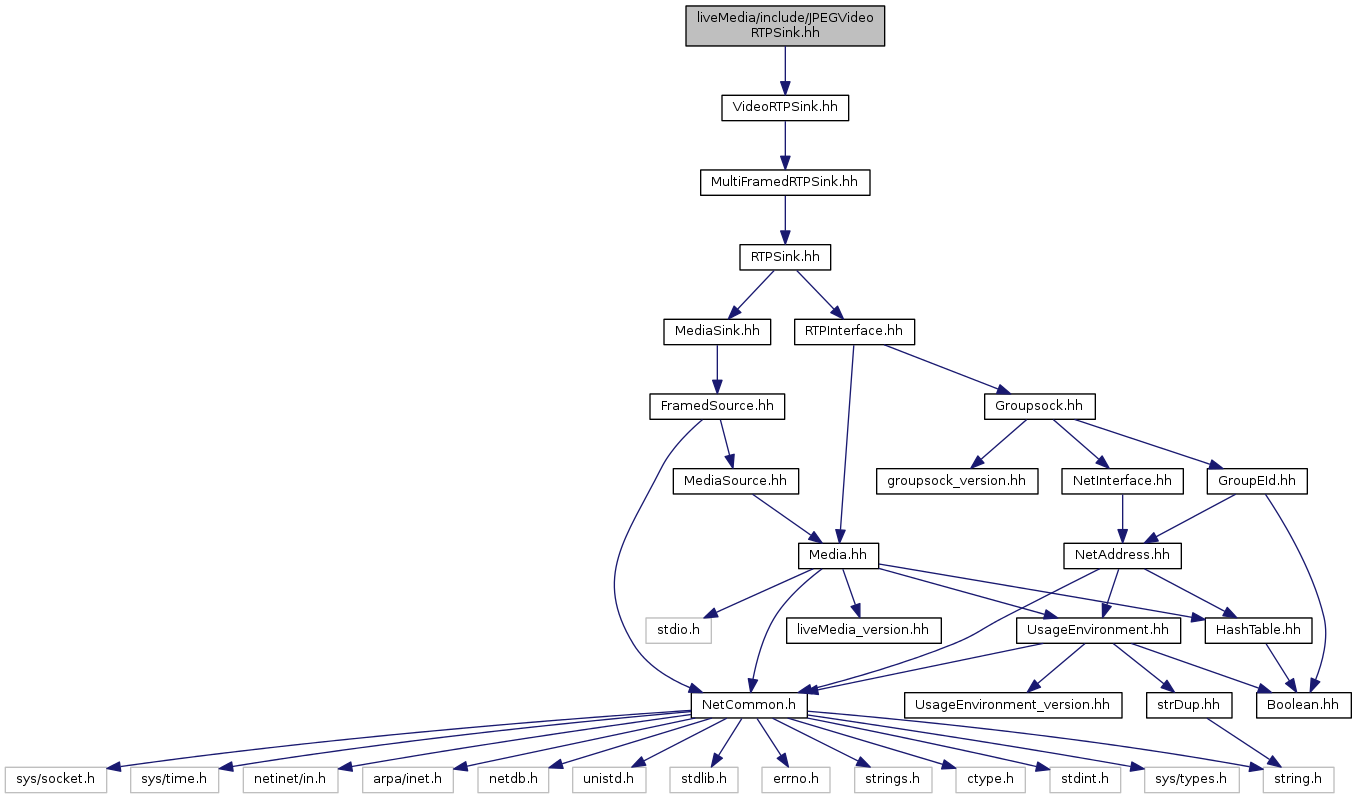 liveMedia/include/JPEGVideo
RTPSink.hh
VideoRTPSink.hh
MultiFramedRTPSink.hh
RTPSink.hh
MediaSink.hh
RTPInterface.hh
FramedSource.hh
Groupsock.hh
MediaSource.hh
groupsock_version.hh
NetInterface.hh
GroupEId.hh
Media.hh
NetAddress.hh
stdio.h
liveMedia_version.hh
UsageEnvironment.hh
HashTable.hh
NetCommon.h
UsageEnvironment_version.hh
strDup.hh
Boolean.hh
sys/socket.h
sys/time.h
netinet/in.h
arpa/inet.h
netdb.h
unistd.h
stdlib.h
errno.h
strings.h
ctype.h
stdint.h
sys/types.h
string.h